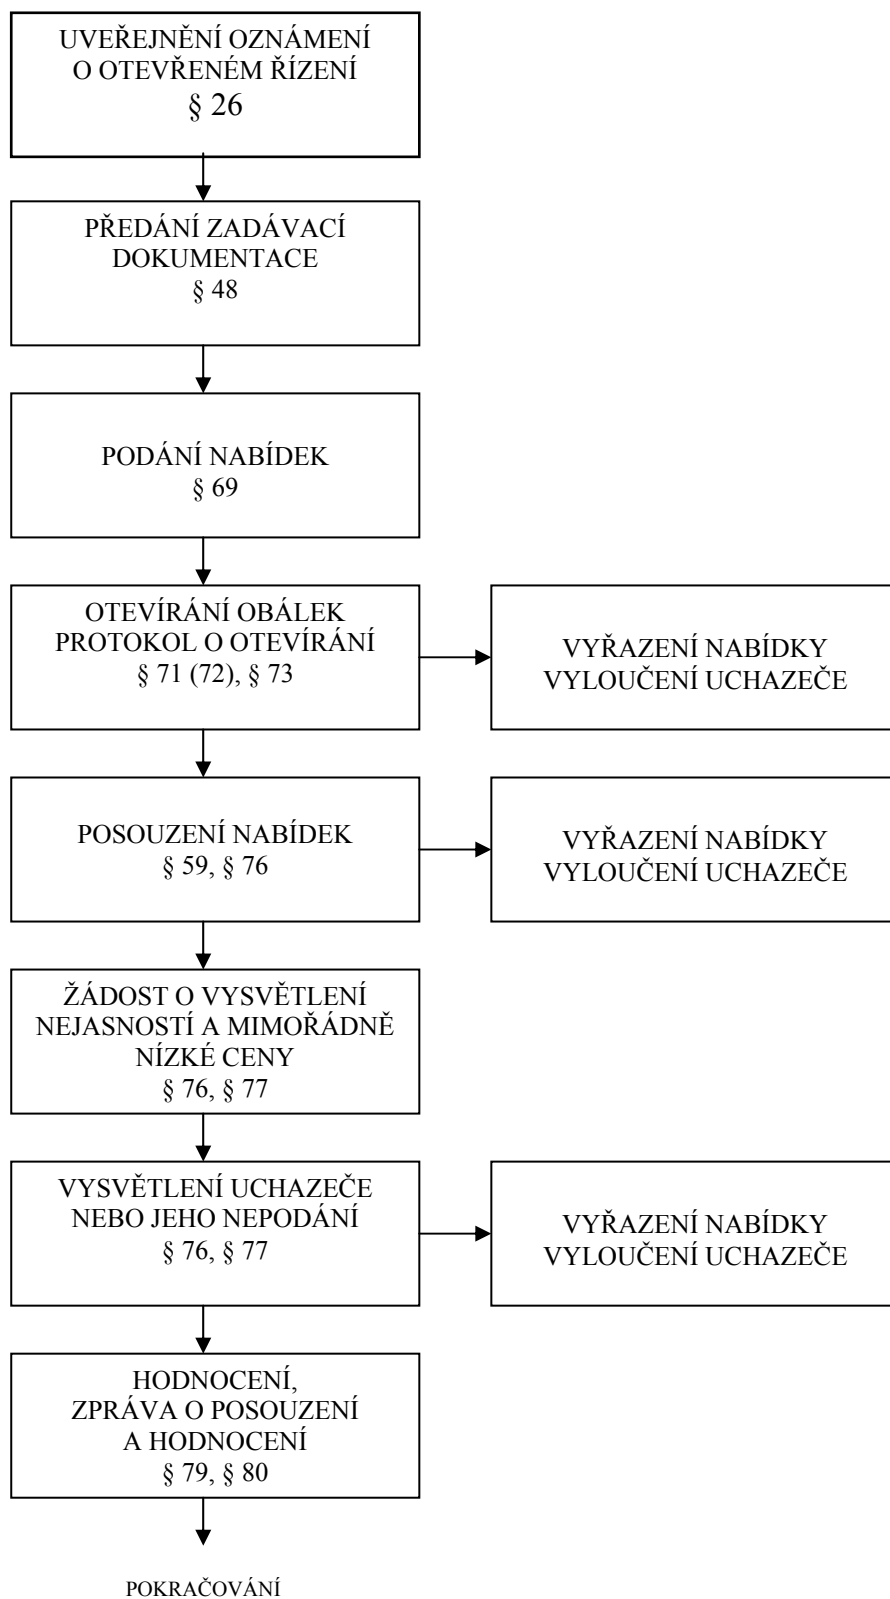 UVEŘEJNĚNÍ OZNÁMENÍ
O OTEVŘENÉM ŘÍZENÍ
§ 26
PŘEDÁNÍ ZADÁVACÍ
DOKUMENTACE
§ 48
PODÁNÍ NABÍDEK
§ 69
OTEVÍRÁNÍ OBÁLEK
PROTOKOL O OTEVÍRÁNÍ
§ 71 (72), § 73
VYŘAZENÍ NABÍDKY
VYLOUČENÍ UCHAZEČE
POSOUZENÍ NABÍDEK
§ 59, § 76
VYŘAZENÍ NABÍDKY
VYLOUČENÍ UCHAZEČE
ŽÁDOST O VYSVĚTLENÍ
NEJASNOSTÍ A MIMOŘÁDNĚ
NÍZKÉ CENY
§ 76, § 77
VYSVĚTLENÍ UCHAZEČE
NEBO JEHO NEPODÁNÍ
§ 76, § 77
VYŘAZENÍ NABÍDKY
VYLOUČENÍ UCHAZEČE
HODNOCENÍ,
ZPRÁVA O POSOUZENÍ
A HODNOCENÍ
§ 79, § 80
POKRAČOVÁNÍ